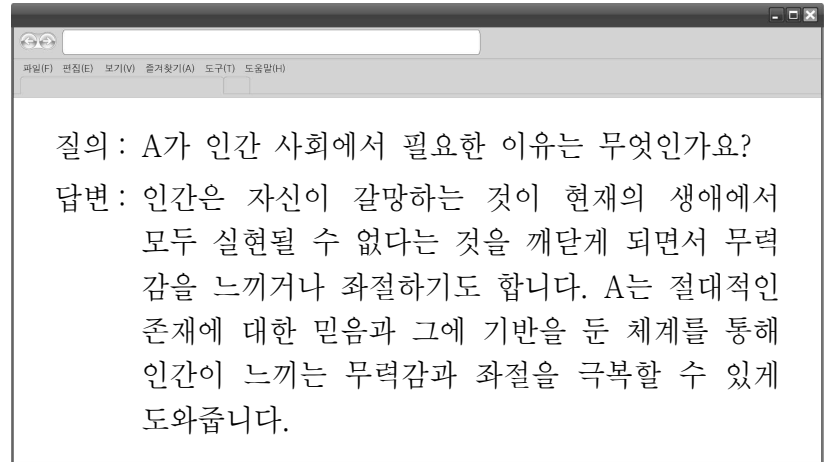 파일(F) 편집(E) 보기(V) 즐겨찾기(A) 도구(T) 도움말(H)
질의 : A가 인간 사회에서 필요한 이유는 무엇인가요?
답변 : 인간은 자신이 갈망하는 것이 현재의 생애에서
모두 실현될 수 없다는 것을 깨닫게 되면서 무력
감을 느끼거나 좌절하기도 합니다. A는 절대적인
존재에 대한 믿음과 그에 기반을 둔 체계를 통해
인간이 느끼는 무력감과 좌절을 극복할 수 있게
도와줍니다.